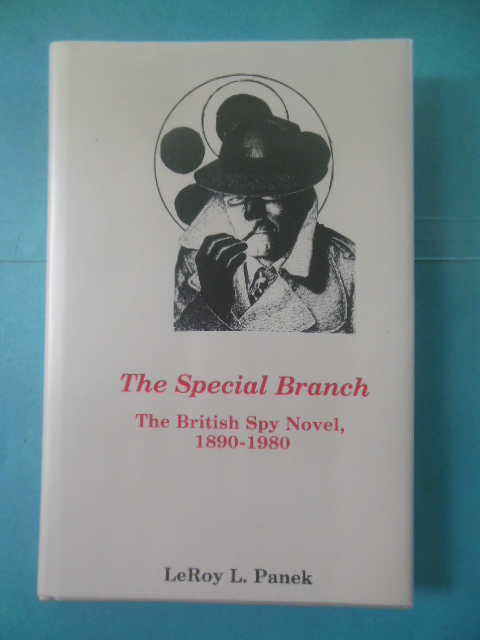 The Special Branch
The British Spy Novel,
1890-1980
LeRoy L. Panek